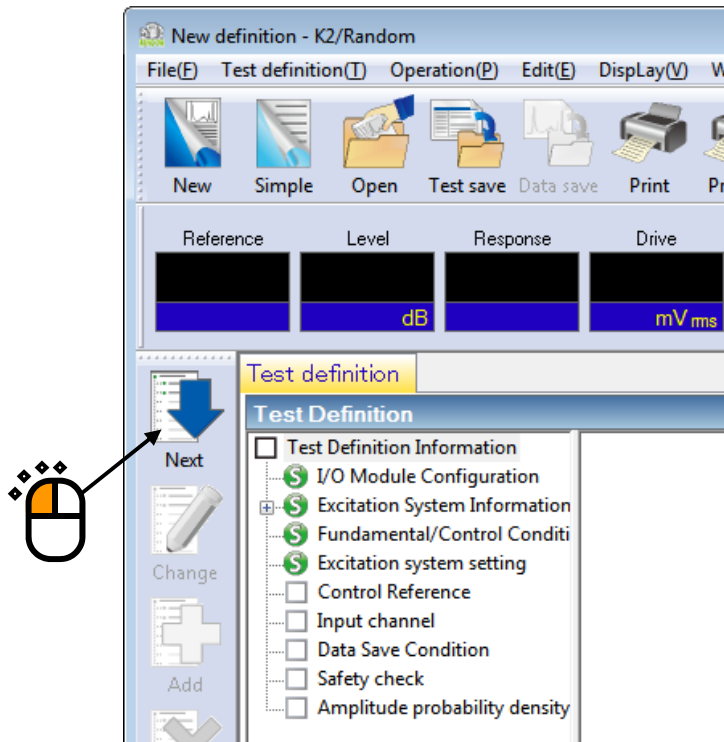 New definition - K2/Random
File(F) Test definition(T) Operation(P) Edit(E) DispLay(V) W
New Simple Open Test save Data save Print Pr
Reference Level Response Drive
dB mV rms
Test definition
Test Definition
Next
Change
Add
Test Definition Information
S I/O Module Configuration
S Excitation System Information
S Fundamental/Control Conditi
S Excitation system setting
Control Reference
Input channel
Data Save Condition
Safety check
Amplitude probability density